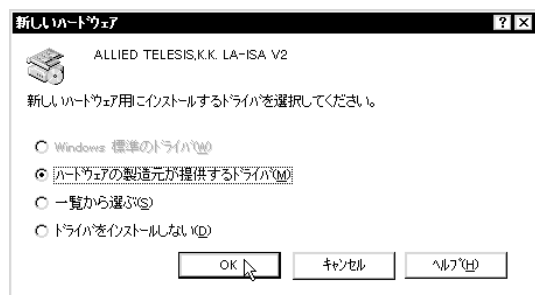 新しいハードウェア
ALLIED TELESIS,K.K. LA-ISA V2
新しいハードウェア用にインストールするドライバを選択してください。
Windows 標準のドライバ(W)
ハードウェアの製造元が提供するドライバ(M)
一覧から選ぶ(S)
ドライバをインストールしない(D)
OK
キャンセル
ヘルプ(H)